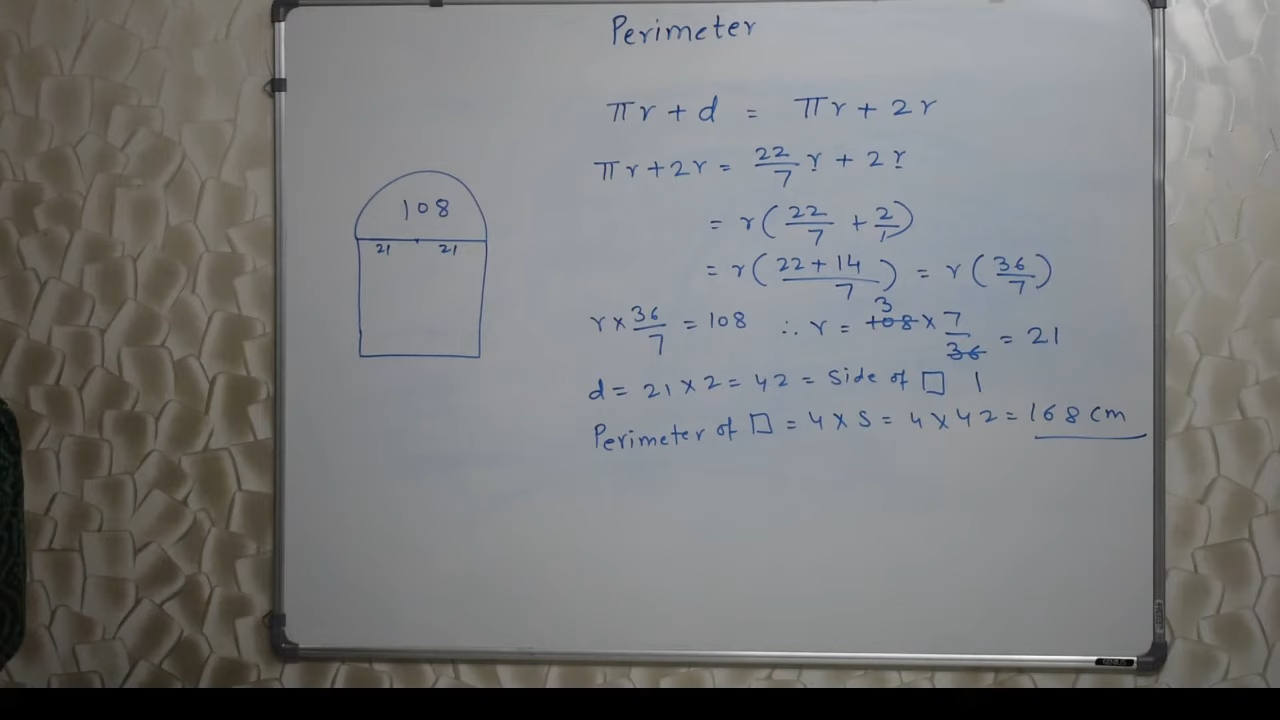 Perimeter
πr + d = πr + 2r
πr + 2r = 22/7 r + 2r
= r(22/7 + 2/1)
= r(22 + 14/7) = r(36/7)
r × 36/7 = 108 ∴ r = 108 × 7/36 = 21
3
d = 21 × 2 = 42 = Side of □
Perimeter of □ = 4 × S = 4 × 42 = 168 cm
108
21 21